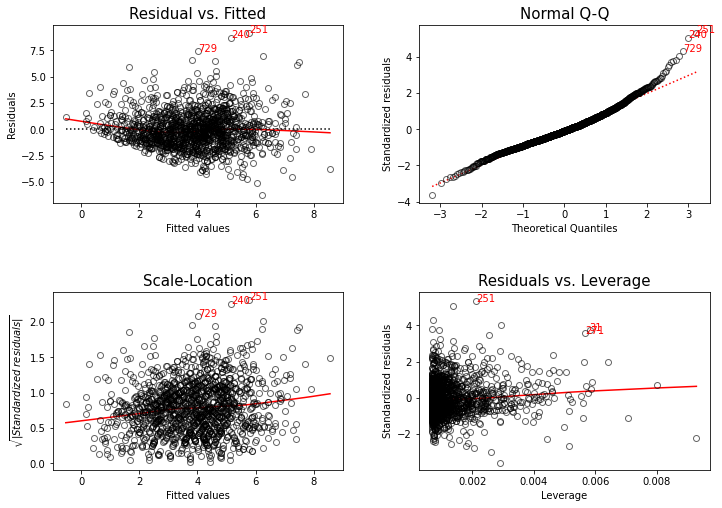 Residual vs. Fitted
240
251
729
7.5
5.0
2.5
0.0
−2.5
−5.0
Residuals
0 2 4 6 8
Fitted values
Normal Q-Q
251
240
729
4
2
0
−2
−4
Standardized residuals
−3 −2 −1 0 1 2 3
Theoretical Quantiles
Scale-Location
240
251
729
2.0
1.5
1.0
0.5
0.0
√|Standardized residuals|
0 2 4 6 8
Fitted values
Residuals vs. Leverage
251
4
2
0
−2
Standardized residuals
0.002 0.004 0.006 0.008
Leverage